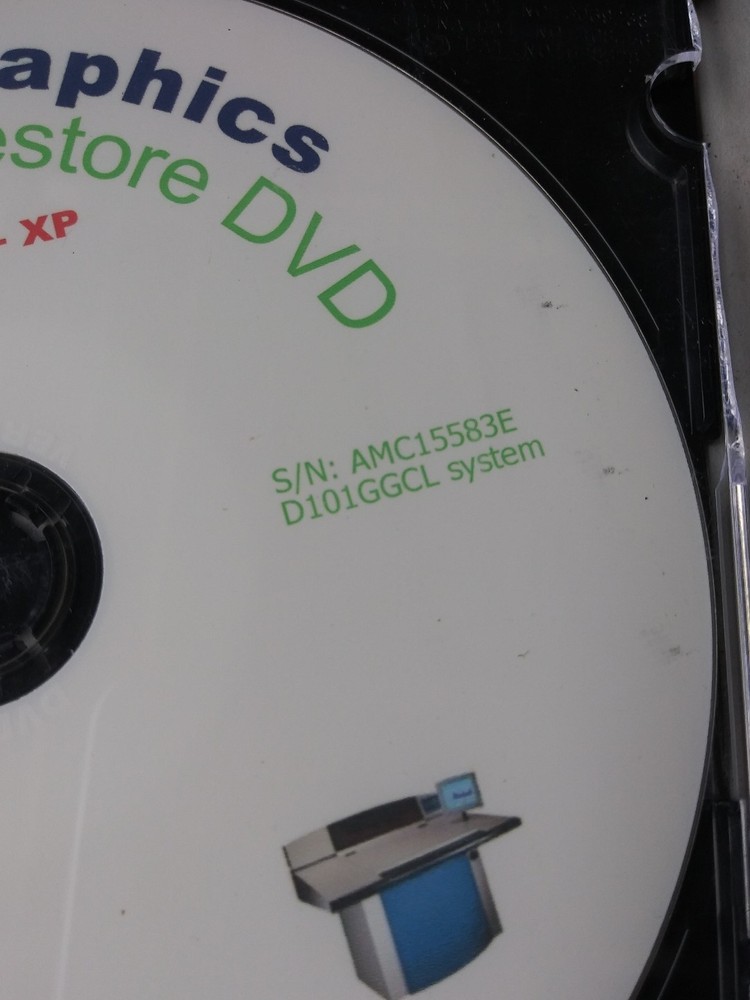 aphics
estore DVD
L XP
S/N: AMC15583E
D101GGCL system